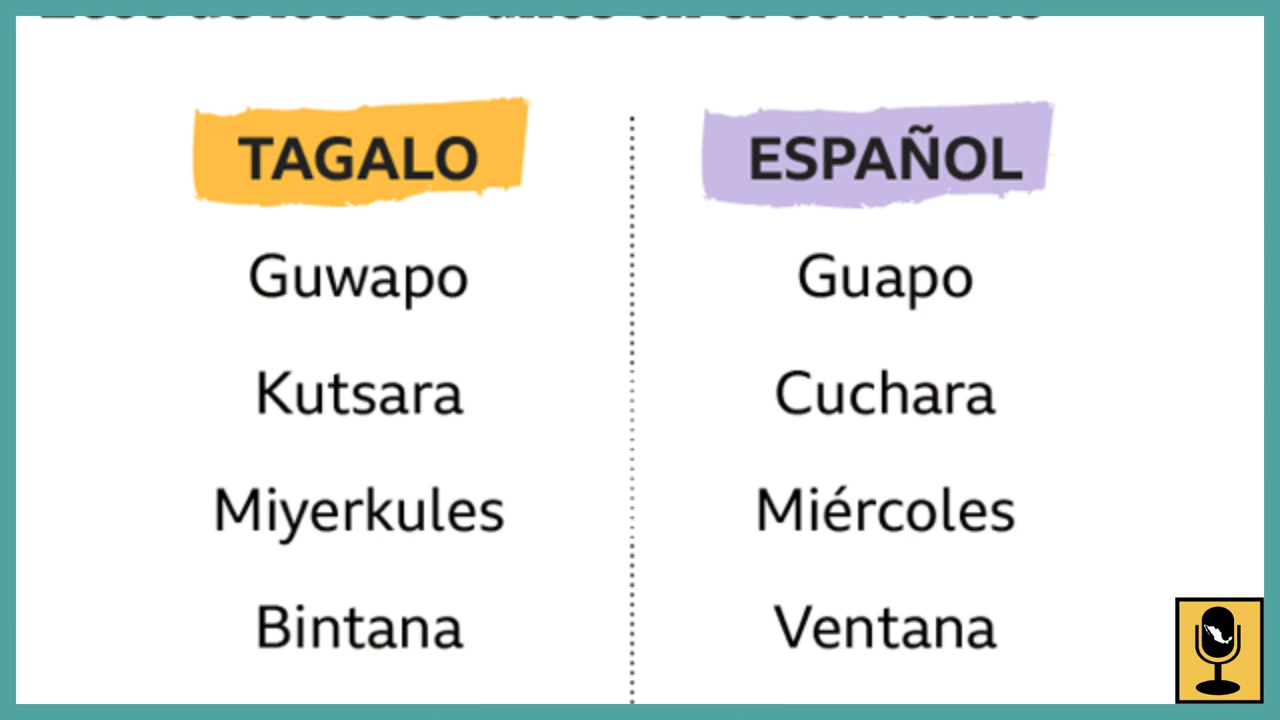 TAGALO ESPAÑOL
Guwapo Guapo
Kutsara Cuchara
Miyerkules Miércoles
Bintana Ventana